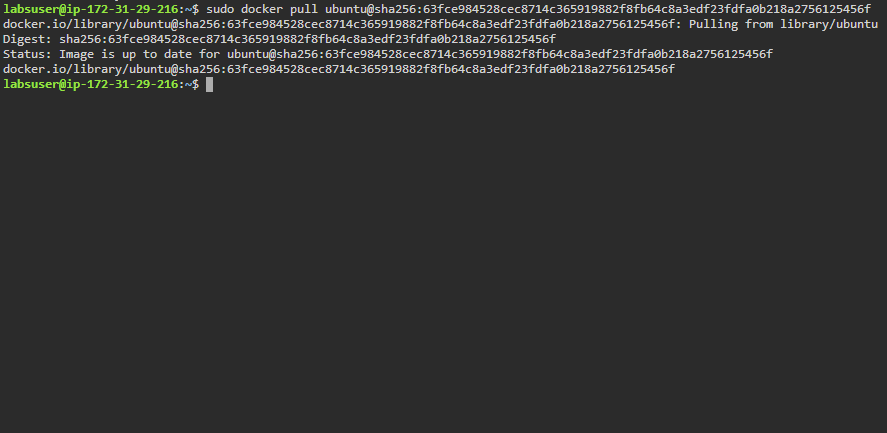 labsuser@ip-172-31-29-216:~$ sudo docker pull ubuntu@sha256:63fce984528cec8714c365919882f8fb64c8a3edf23fdfa0b218a2756125456f
docker.io/library/ubuntu@sha256:63fce984528cec8714c365919882f8fb64c8a3edf23fdfa0b218a2756125456f: Pulling from library/ubuntu
Digest: sha256:63fce984528cec8714c365919882f8fb64c8a3edf23fdfa0b218a2756125456f
Status: Image is up to date for ubuntu@sha256:63fce984528cec8714c365919882f8fb64c8a3edf23fdfa0b218a2756125456f
docker.io/library/ubuntu@sha256:63fce984528cec8714c365919882f8fb64c8a3edf23fdfa0b218a2756125456f
labsuser@ip-172-31-29-216:~$